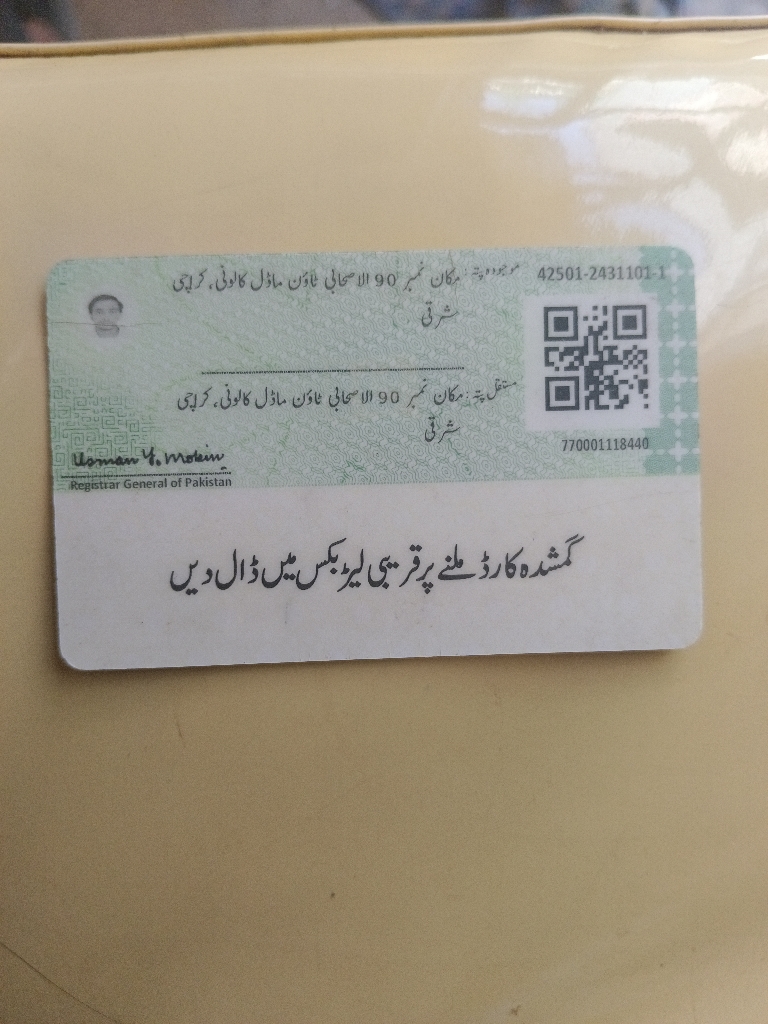 42501-2431101-1
موجودہ پتہ: مکان نمبر 90 الاصحابی ٹاؤن ماڈل کالونی، کراچی
شرقی
مستقل پتہ: مکان نمبر 90 الاصحابی ٹاؤن ماڈل کالونی، کراچی
شرقی
770001118440
Usman Y. Mobin
Registrar General of Pakistan
گمشدہ کارڈ ملنے پر قریبی لیٹر بکس میں ڈال دیں